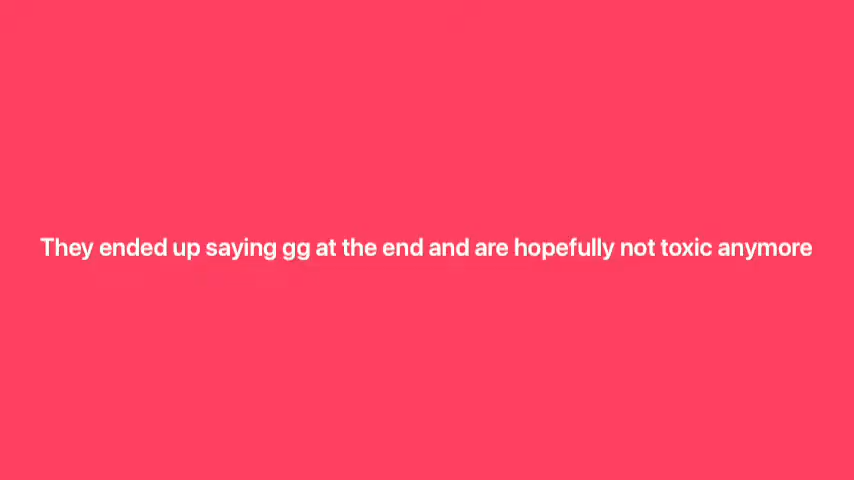 They ended up saying gg at the end and are hopefully not toxic anymore